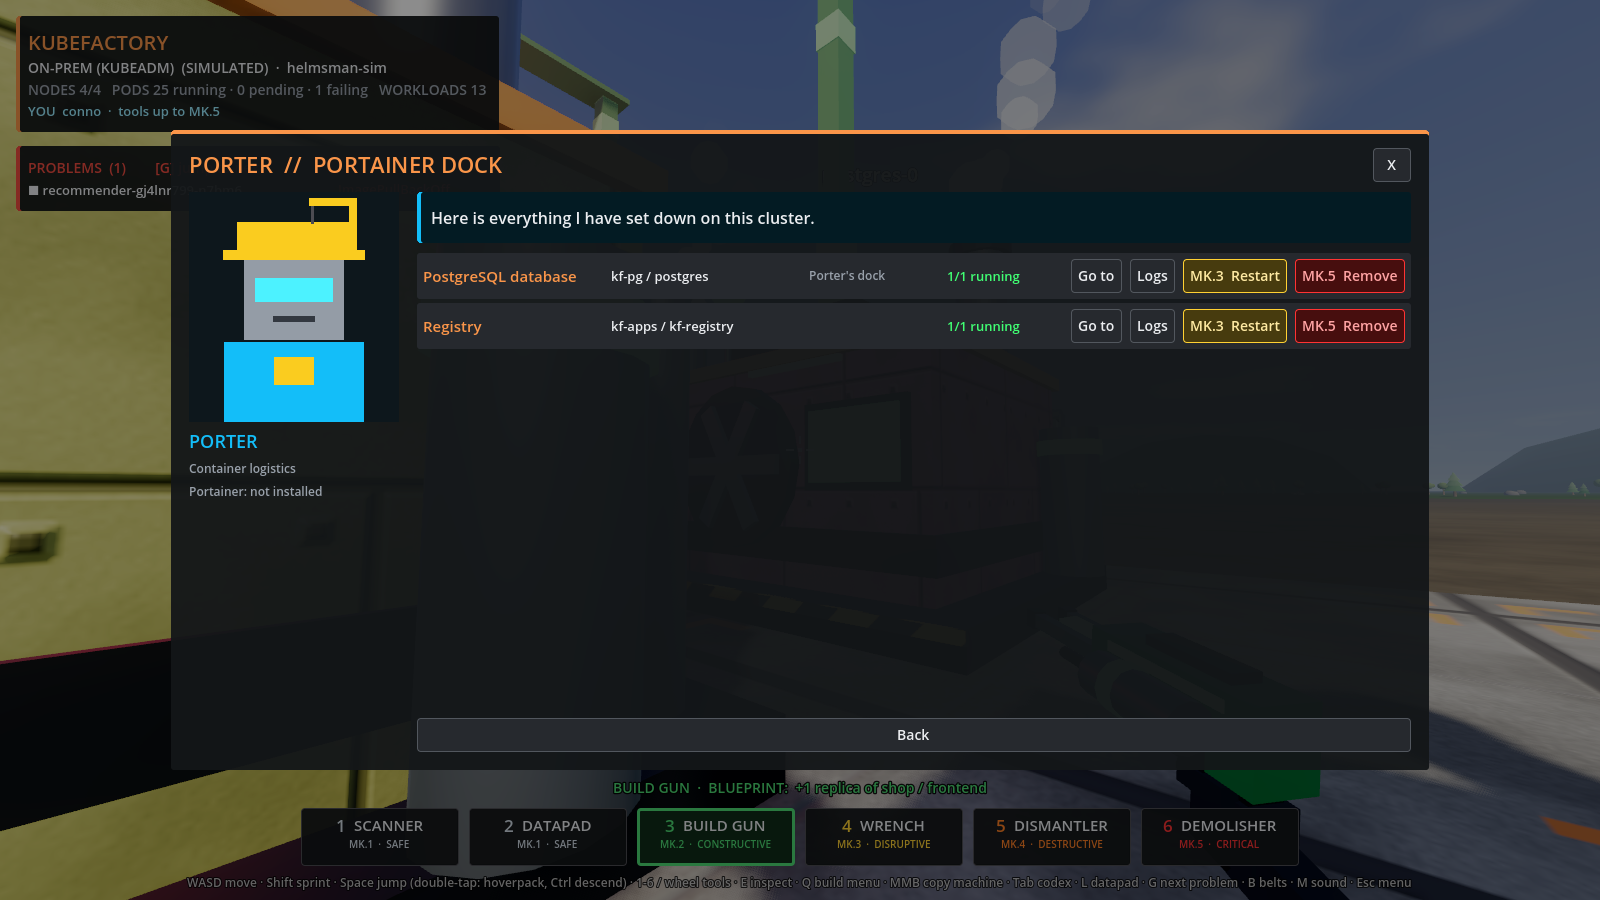 KUBEFACTORY
ON-PREM (KUBEADM) (SIMULATED) · helmsman-sim
NODES 4/4 PODS 25 running · 0 pending · 1 failing WORKLOADS 13
YOU conno · tools up to MK.5
PROBLEMS (1) [G]
■ recommender-gj4lnr
PORTER // PORTAINER DOCK
X
Here is everything I have set down on this cluster.
PostgreSQL database kf-pg / postgres Porter's dock 1/1 running Go to Logs MK.3 Restart MK.5 Remove
Registry kf-apps / kf-registry 1/1 running Go to Logs MK.3 Restart MK.5 Remove
PORTER
Container logistics
Portainer: not installed
Back
BUILD GUN · BLUEPRINT: +1 replica of shop / frontend
1 SCANNER
MK.1 · SAFE
2 DATAPAD
MK.1 · SAFE
3 BUILD GUN
MK.2 · CONSTRUCTIVE
4 WRENCH
MK.3 · DISRUPTIVE
5 DISMANTLER
MK.4 · DESTRUCTIVE
6 DEMOLISHER
MK.5 · CRITICAL
WASD move · Shift sprint · Space jump (double-tap: hoverpack, Ctrl descend) · 1-6 / wheel tools · E inspect · Q build menu · MMB copy machine · Tab codex · L datapad · G next problem · B belts · M sound · Esc menu